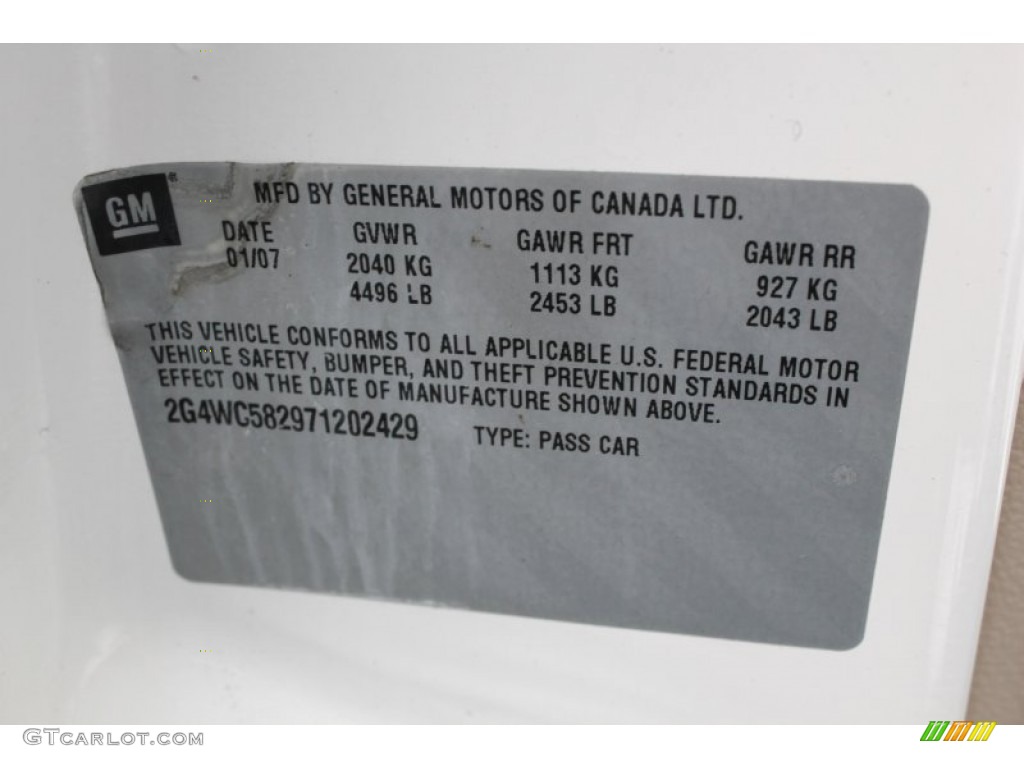 GM®
MFD BY GENERAL MOTORS OF CANADA LTD.
DATE GVWR GAWR FRT GAWR RR
01/07 2040 KG 1113 KG 927 KG
4496 LB 2453 LB 2043 LB
THIS VEHICLE CONFORMS TO ALL APPLICABLE U.S. FEDERAL MOTOR
VEHICLE SAFETY, BUMPER, AND THEFT PREVENTION STANDARDS IN
EFFECT ON THE DATE OF MANUFACTURE SHOWN ABOVE.
2G4WC582971202429 TYPE: PASS CAR
GTCARLOT.COM